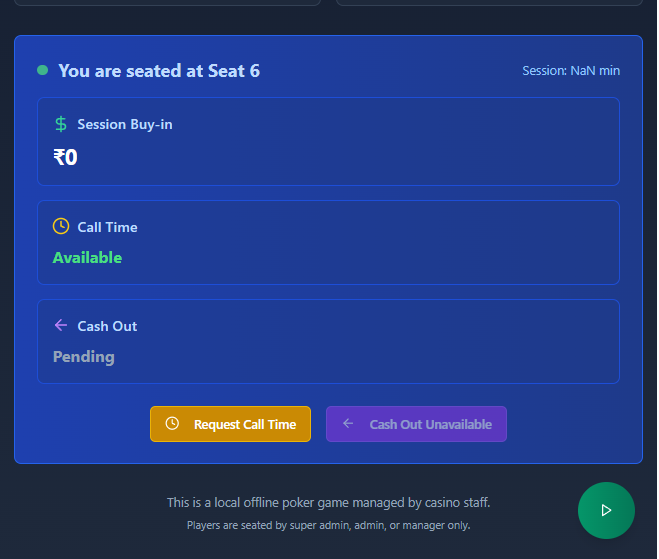 You are seated at Seat 6
Session: NaN min
Session Buy-in
₹0
Call Time
Available
Cash Out
Pending
Request Call Time
Cash Out Unavailable
This is a local offline poker game managed by casino staff.
Players are seated by super admin, admin, or manager only.